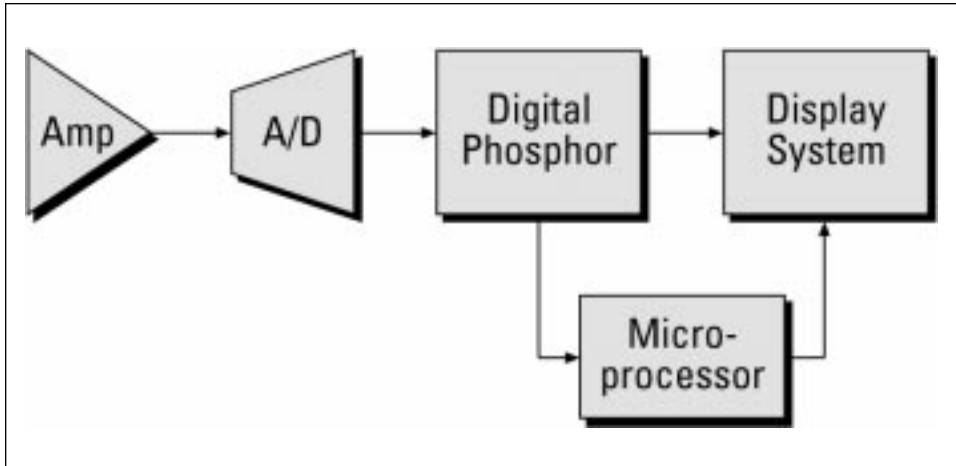 Amp
A/D
Digital
Phosphor
Display
System
Micro-
processor